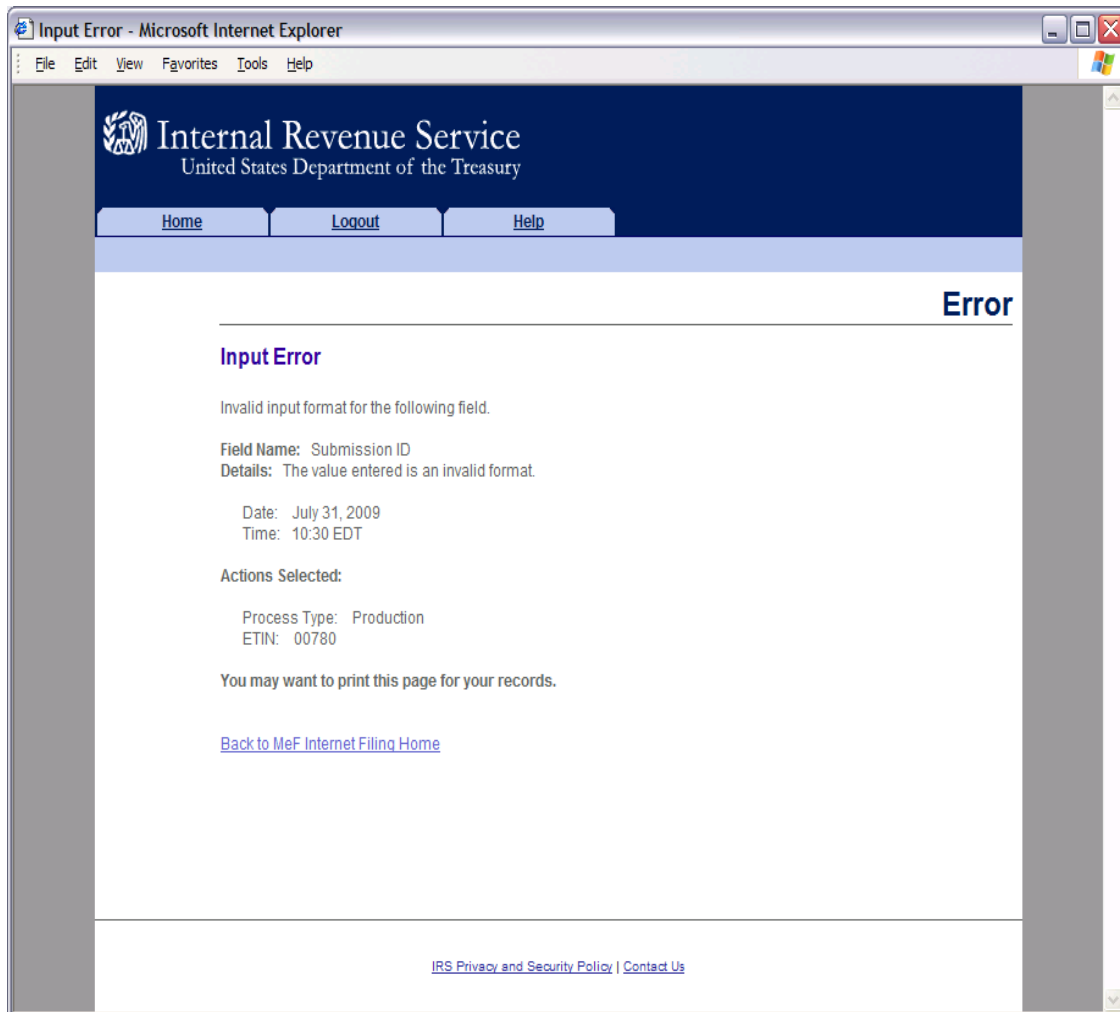 Input Error - Microsoft Internet Explorer
File Edit View Favorites Tools Help
Internal Revenue Service
United States Department of the Treasury
Home Logout Help
Error
Input Error
Invalid input format for the following field.
Field Name: Submission ID
Details: The value entered is an invalid format.
Date: July 31, 2009
Time: 10:30 EDT
Actions Selected:
Process Type: Production
ETIN: 00780
You may want to print this page for your records.
Back to MeF Internet Filing Home
IRS Privacy and Security Policy | Contact Us